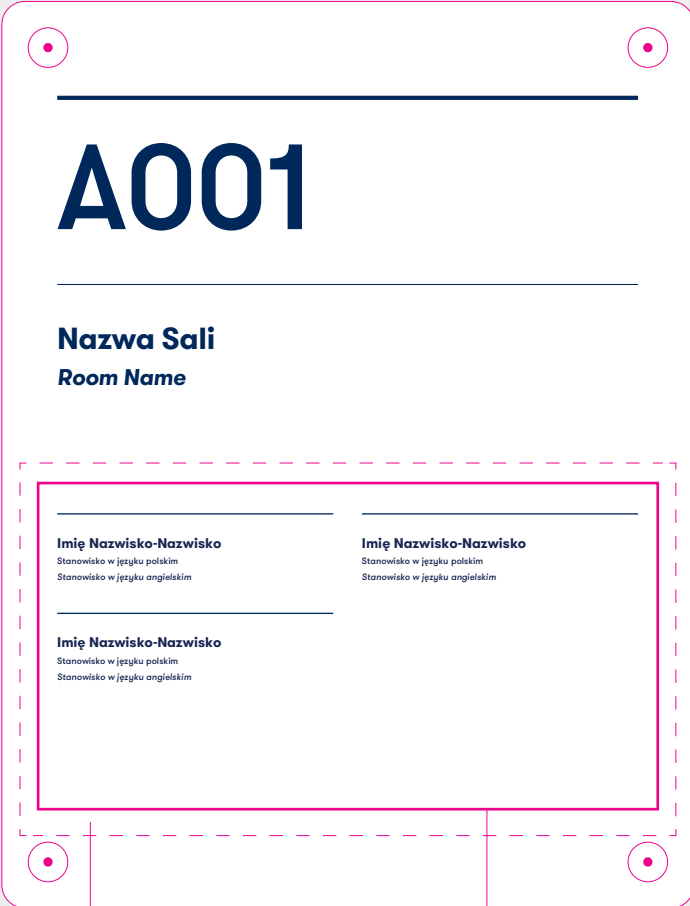 A001
Nazwa Sali
Room Name
Imię Nazwisko-Nazwisko
Stanowisko w języku polskim
Stanowisko w języku angielskim
Imię Nazwisko-Nazwisko
Stanowisko w języku polskim
Stanowisko w języku angielskim
Imię Nazwisko-Nazwisko
Stanowisko w języku polskim
Stanowisko w języku angielskim